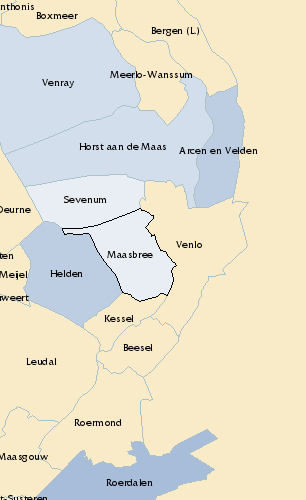 nthonis
Boxmeer
Bergen (L.)
Meerlo-Wanssum
Venray
Horst aan de Maas
Arcen en Velden
Sevenum
Deurne
Venlo
ten
Maasbree
Meijel
Helden
iweert
Kessel
Beesel
Leudal
Roermond
Maasgouw
Roerdalen
t-Susteren